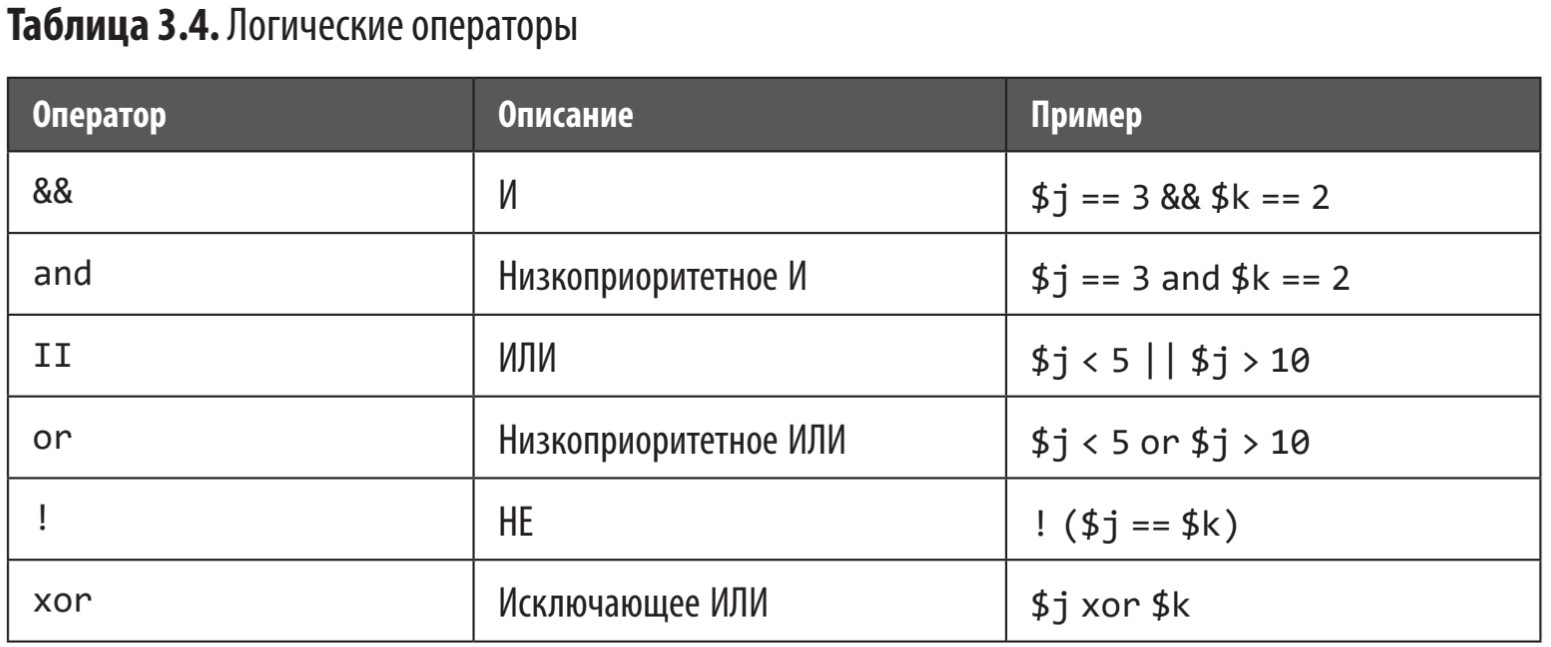 Таблица 3.4. Логические операторы
Оператор Описание Пример
&& И $j == 3 && $k == 2
and Низкоприоритетное И $j == 3 and $k == 2
II ИЛИ $j < 5 || $j > 10
or Низкоприоритетное ИЛИ $j < 5 or $j > 10
! НЕ ! ($j == $k)
xor Исключающее ИЛИ $j xor $k